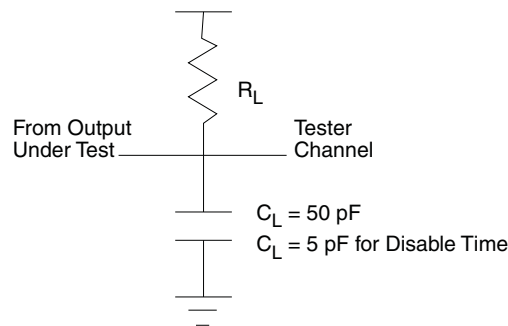 RL
From Output
Under Test
Tester
Channel
CL = 50 pF
CL = 5 pF for Disable Time